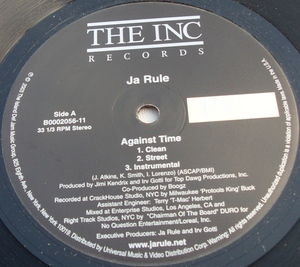 THE INC
RECORDS
Ja Rule
Side A
B0002056-11
33 1/3 RPM Stereo
Against Time
1. Clean
2. Street
3. Instrumental
(J. Atkins, K. Smith, I. Lorenzo) (ASCAP/BMI)
Produced by Jimi Kendrix and Irv Gotti for Top Dawg Productions, Inc.
Co-Produced by Boogz
Recorded at CrackHouse Studio, NYC by Milwaukee 'Protools King' Buck
Assistant Engineer: Terry "T-Mac" Herbert
Mixed at Enterprise Studios, Los Angeles, CA and
Right Track Studios, NYC by "Chairman Of The Board" DURO for
No Question Entertainment/Loreal, Inc.
Executive Producers: Ja Rule and Irv Gotti
www.jarule.net
Distributed by Universal Music & Video Distribution Corp. Warning: All